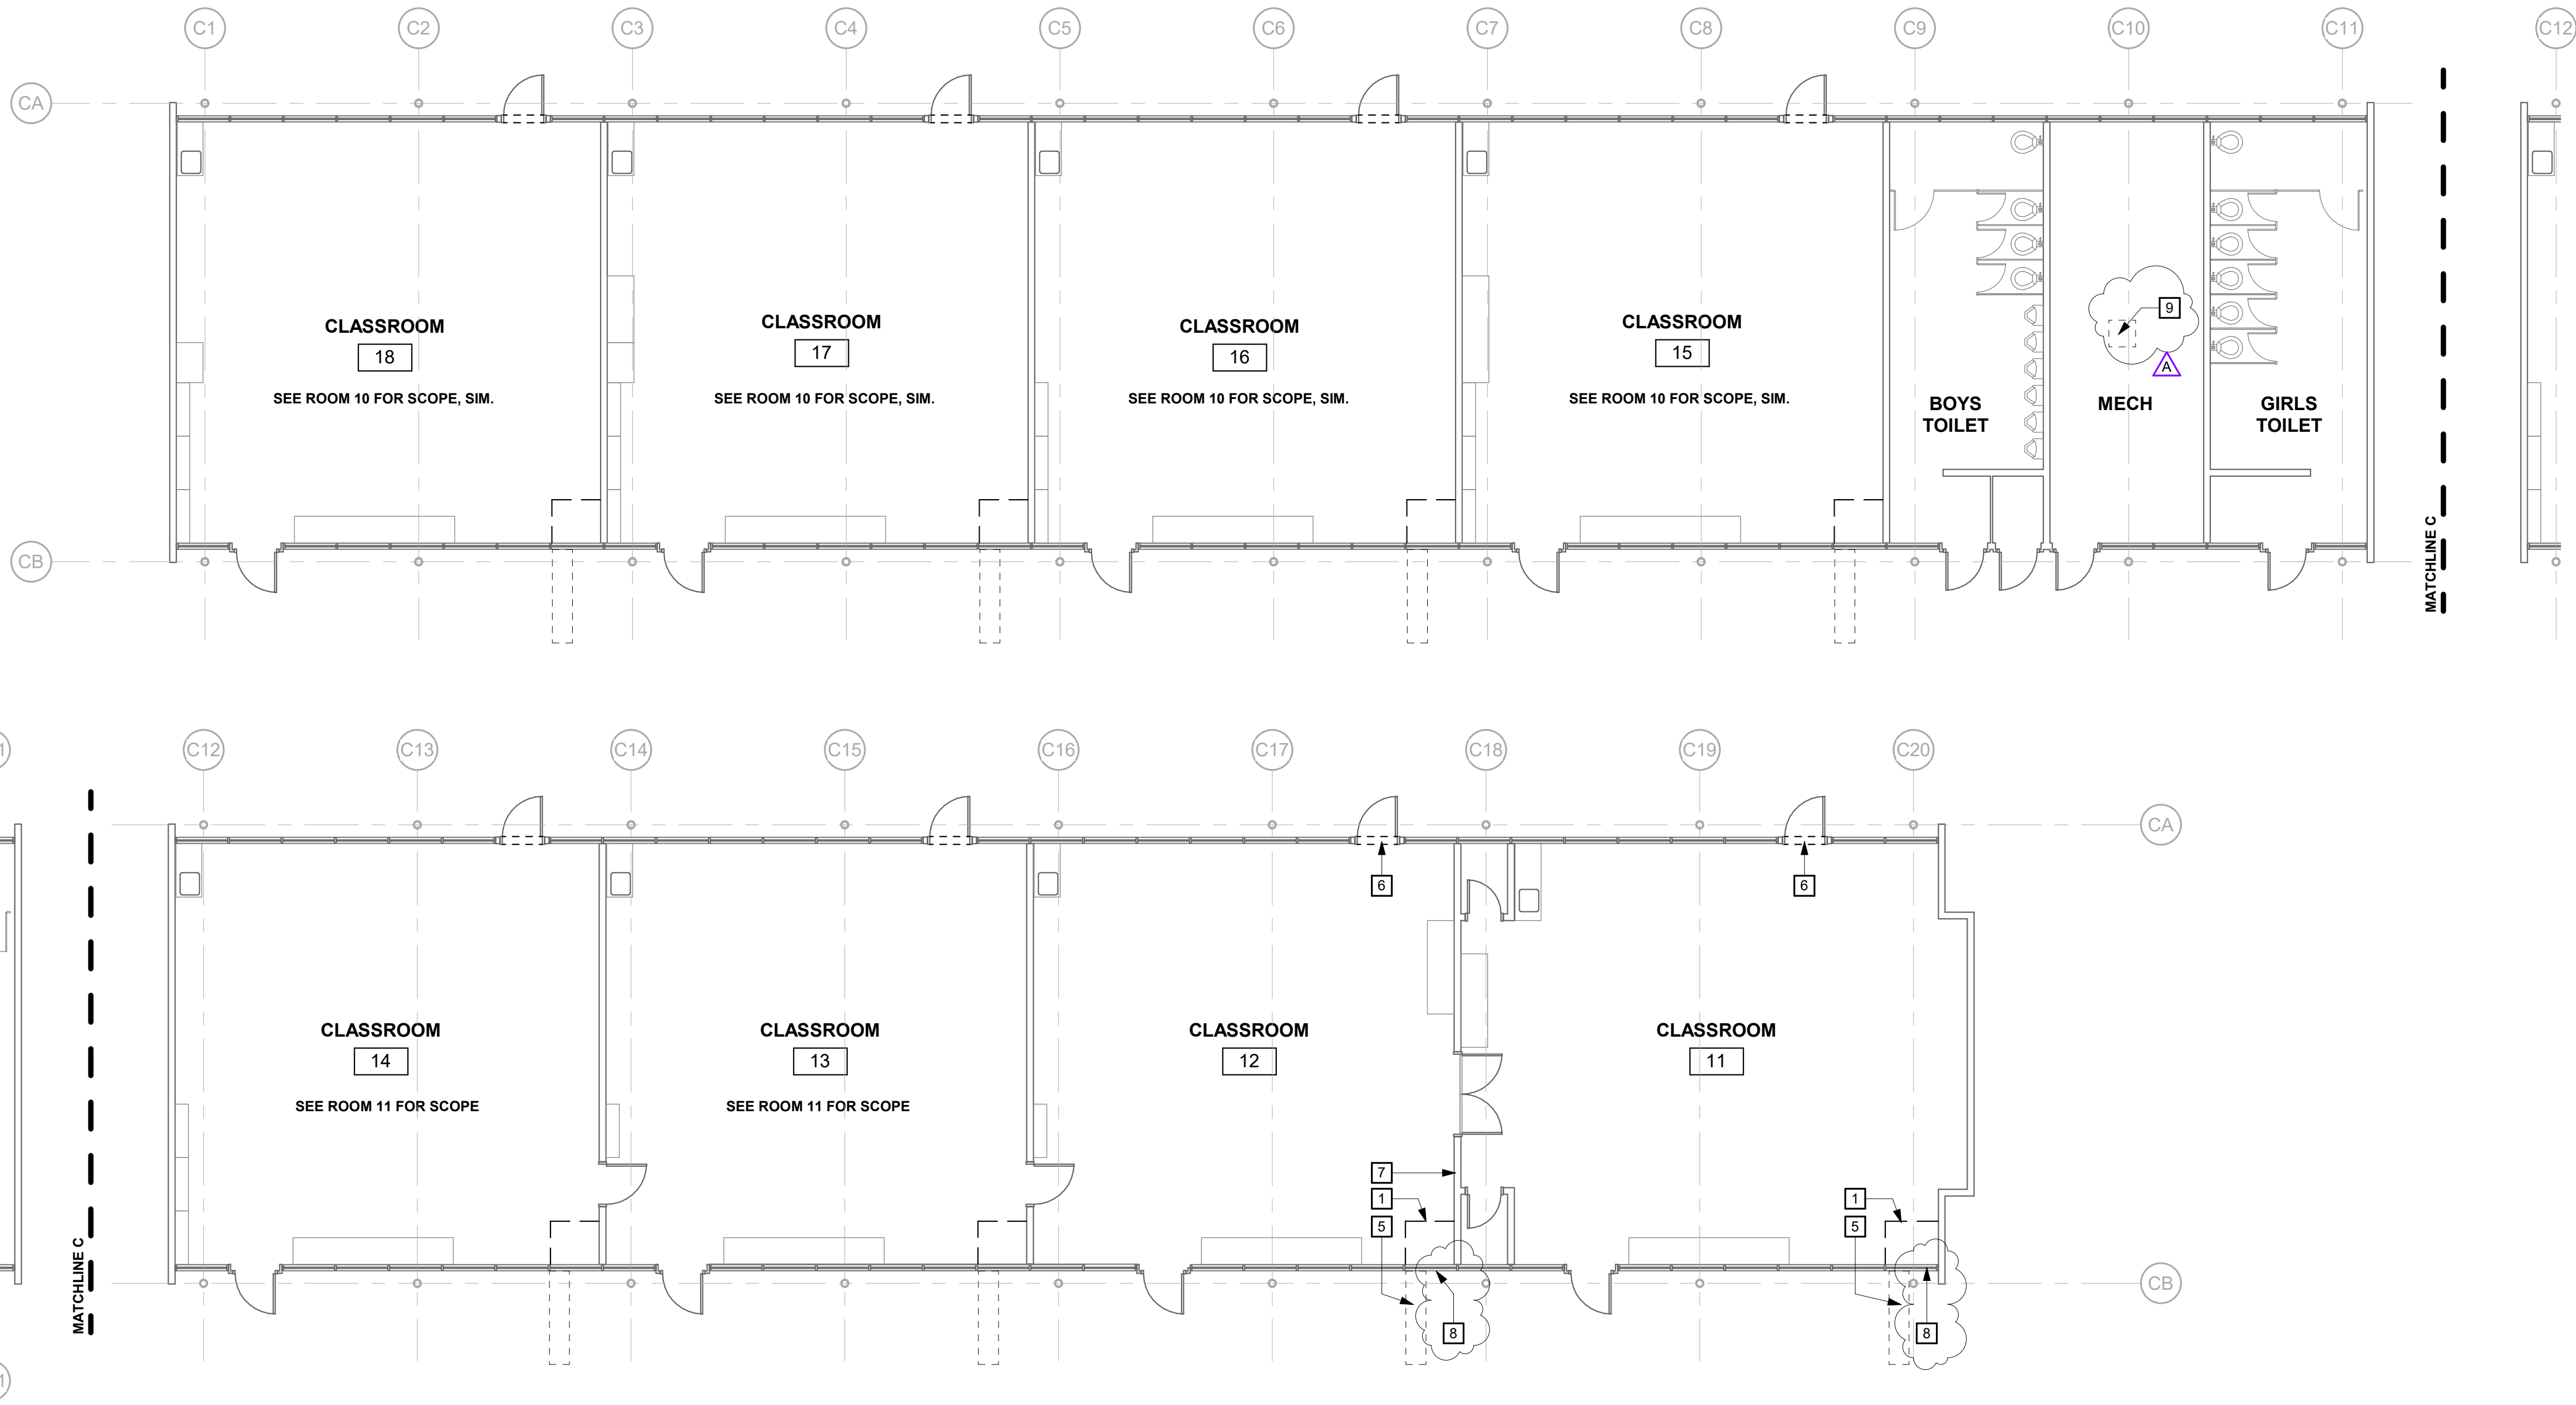 C1
C2
C3
C4
C5
C6
C7
C8
C9
C10
C11
C12
CA
CLASSROOM
18
SEE ROOM 10 FOR SCOPE, SIM.
CLASSROOM
17
SEE ROOM 10 FOR SCOPE, SIM.
CLASSROOM
16
SEE ROOM 10 FOR SCOPE, SIM.
CLASSROOM
15
SEE ROOM 10 FOR SCOPE, SIM.
BOYS
TOILET
9
A
MECH
GIRLS
TOILET
MATCHLINE C
CB
1
C12
C13
C14
C15
C16
C17
C18
C19
C20
CA
6
6
CLASSROOM
14
SEE ROOM 11 FOR SCOPE
CLASSROOM
13
SEE ROOM 11 FOR SCOPE
CLASSROOM
12
CLASSROOM
11
7
1
5
8
1
5
8
MATCHLINE C
CB
1